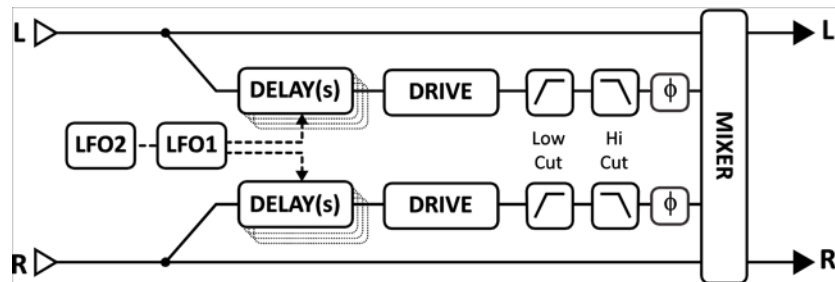 L
L
DELAY(s)
DRIVE
ϕ
LFO2
LFO1
Low
Cut
Hi
Cut
MIXER
DELAY(s)
DRIVE
ϕ
R
R